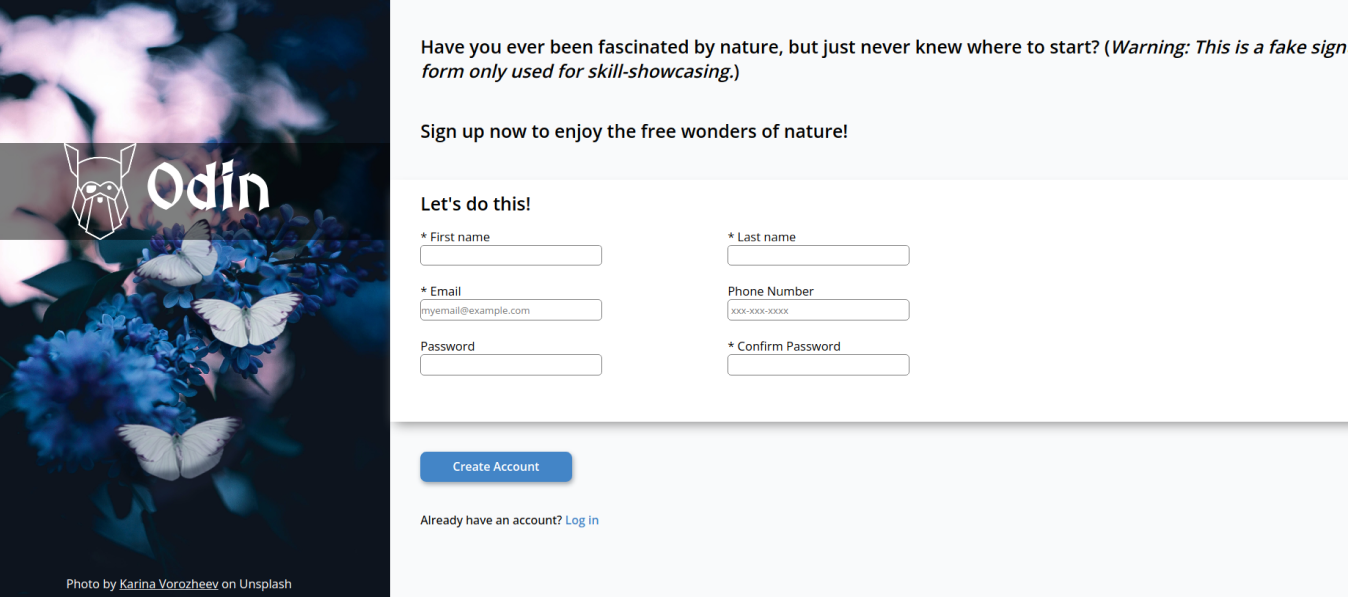 Have you ever been fascinated by nature, but just never knew where to start? (Warning: This is a fake sign
form only used for skill-showcasing.)
Sign up now to enjoy the free wonders of nature!
Odin
Let's do this!
* First name
* Last name
* Email
Phone Number
myemail@example.com
xxx-xxx-xxxx
Password
* Confirm Password
Create Account
Already have an account? Log in
Photo by Karina Vorozheev on Unsplash